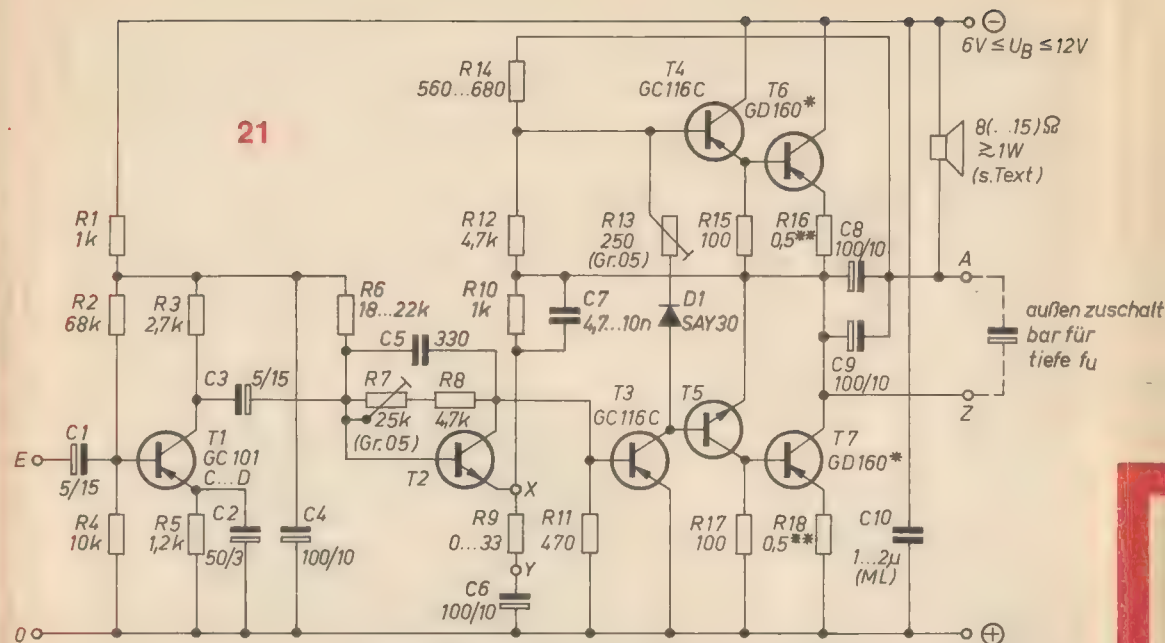 21
R14
560...680
T4
GC116C
T6
GD160*
⊖
6V ≤ U_B ≤ 12V
8(...15)Ω
≳1W
(s.Text)
R1
1k
R12
4,7k
R13
250
(Gr.05)
R15
100
R16
0,5**
C8
100/10
A
R2
68k
R3
2,7k
R6
18...22k
R10
1k
C7
4,7...10n
D1
SAY30
außen zuschalt
bar für
tiefe fu
C5
330
C3
5/15
R7
25k
(Gr.05)
R8
4,7k
C9
100/10
T3
GC116C
T5
Z
E
C1
5/15
T1
GC101
C...D
T2
X
T7
GD160*
R4
10k
R5
1,2k
C2
50/3
C4
100/10
R9
0...33
R11
470
Y
C6
100/10
R17
100
R18
0,5**
C10
1...2µ
(ML)
0
⊕